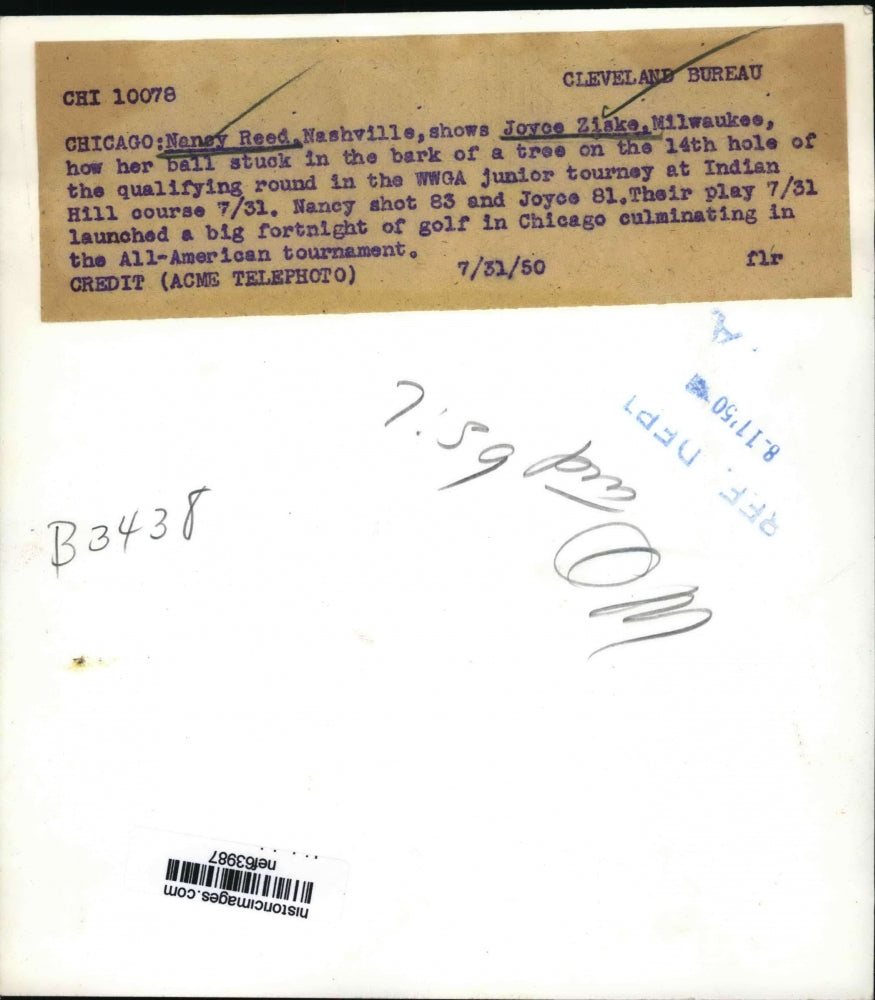 CLEVELAND BUREAU
CHI 10078
CHICAGO:Nancy Reed,Nashville,shows Joyce Ziske,Milwaukee,
how her ball stuck in the bark of a tree on the 14th hole of
the qualifying round in the WWGA junior tourney at Indian
Hill course 7/31. Nancy shot 83 and Joyce 81.Their play 7/31
launched a big fortnight of golf in Chicago culminating in
the All-American tournament.
CREDIT (ACME TELEPHOTO) 7/31/50 flr
REF. DEPT
8-11'50
A
B3438
historicimages.com
nef63987